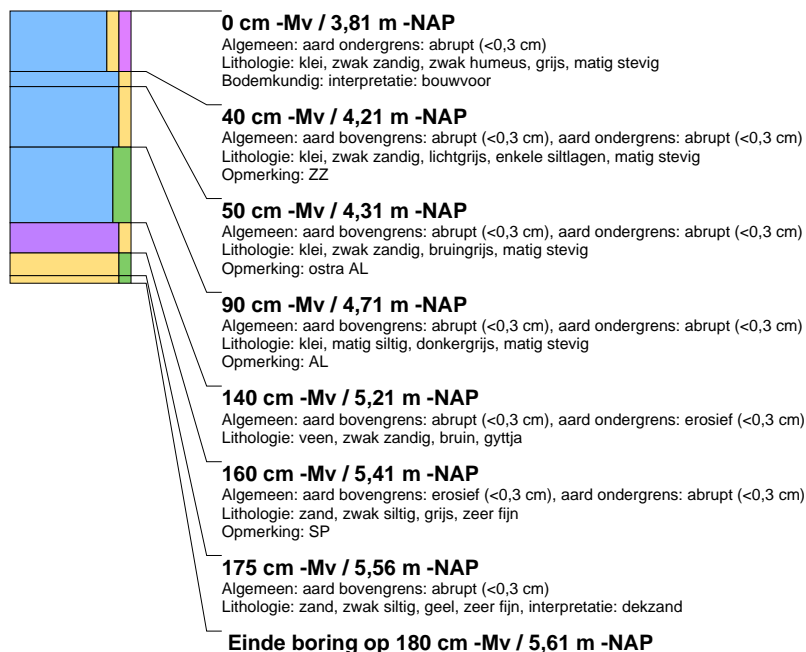 0 cm -Mv / 3,81 m -NAP
Algemeen: aard ondergrens: abrupt (<0,3 cm)
Lithologie: klei, zwak zandig, zwak humeus, grijs, matig stevig
Bodemkundig: interpretatie: bouwvoor
40 cm -Mv / 4,21 m -NAP
Algemeen: aard bovengrens: abrupt (<0,3 cm), aard ondergrens: abrupt (<0,3 cm)
Lithologie: klei, zwak zandig, lichtgrijs, enkele siltlagen, matig stevig
Opmerking: ZZ
50 cm -Mv / 4,31 m -NAP
Algemeen: aard bovengrens: abrupt (<0,3 cm), aard ondergrens: abrupt (<0,3 cm)
Lithologie: klei, zwak zandig, bruingrijs, matig stevig
Opmerking: ostra AL
90 cm -Mv / 4,71 m -NAP
Algemeen: aard bovengrens: abrupt (<0,3 cm), aard ondergrens: abrupt (<0,3 cm)
Lithologie: klei, matig siltig, donkergrijs, matig stevig
Opmerking: AL
140 cm -Mv / 5,21 m -NAP
Algemeen: aard bovengrens: abrupt (<0,3 cm), aard ondergrens: erosief (<0,3 cm)
Lithologie: veen, zwak zandig, bruin, gyttja
160 cm -Mv / 5,41 m -NAP
Algemeen: aard bovengrens: erosief (<0,3 cm), aard ondergrens: abrupt (<0,3 cm)
Lithologie: zand, zwak siltig, grijs, zeer fijn
Opmerking: SP
175 cm -Mv / 5,56 m -NAP
Algemeen: aard bovengrens: abrupt (<0,3 cm)
Lithologie: zand, zwak siltig, geel, zeer fijn, interpretatie: dekzand
Einde boring op 180 cm -Mv / 5,61 m -NAP